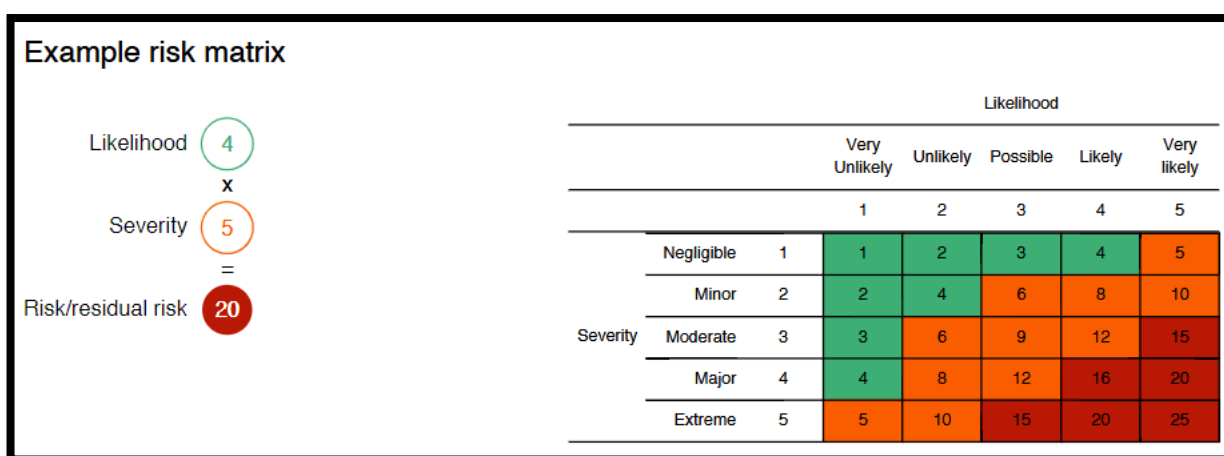 Example risk matrix
Likelihood 4
x
Severity 5
=
Risk/residual risk 20
Likelihood
Very Unlikely Unlikely Possible Likely Very likely
1 2 3 4 5
Severity
Negligible 1 1 2 3 4 5
Minor 2 2 4 6 8 10
Moderate 3 3 6 9 12 15
Major 4 4 8 12 16 20
Extreme 5 5 10 15 20 25